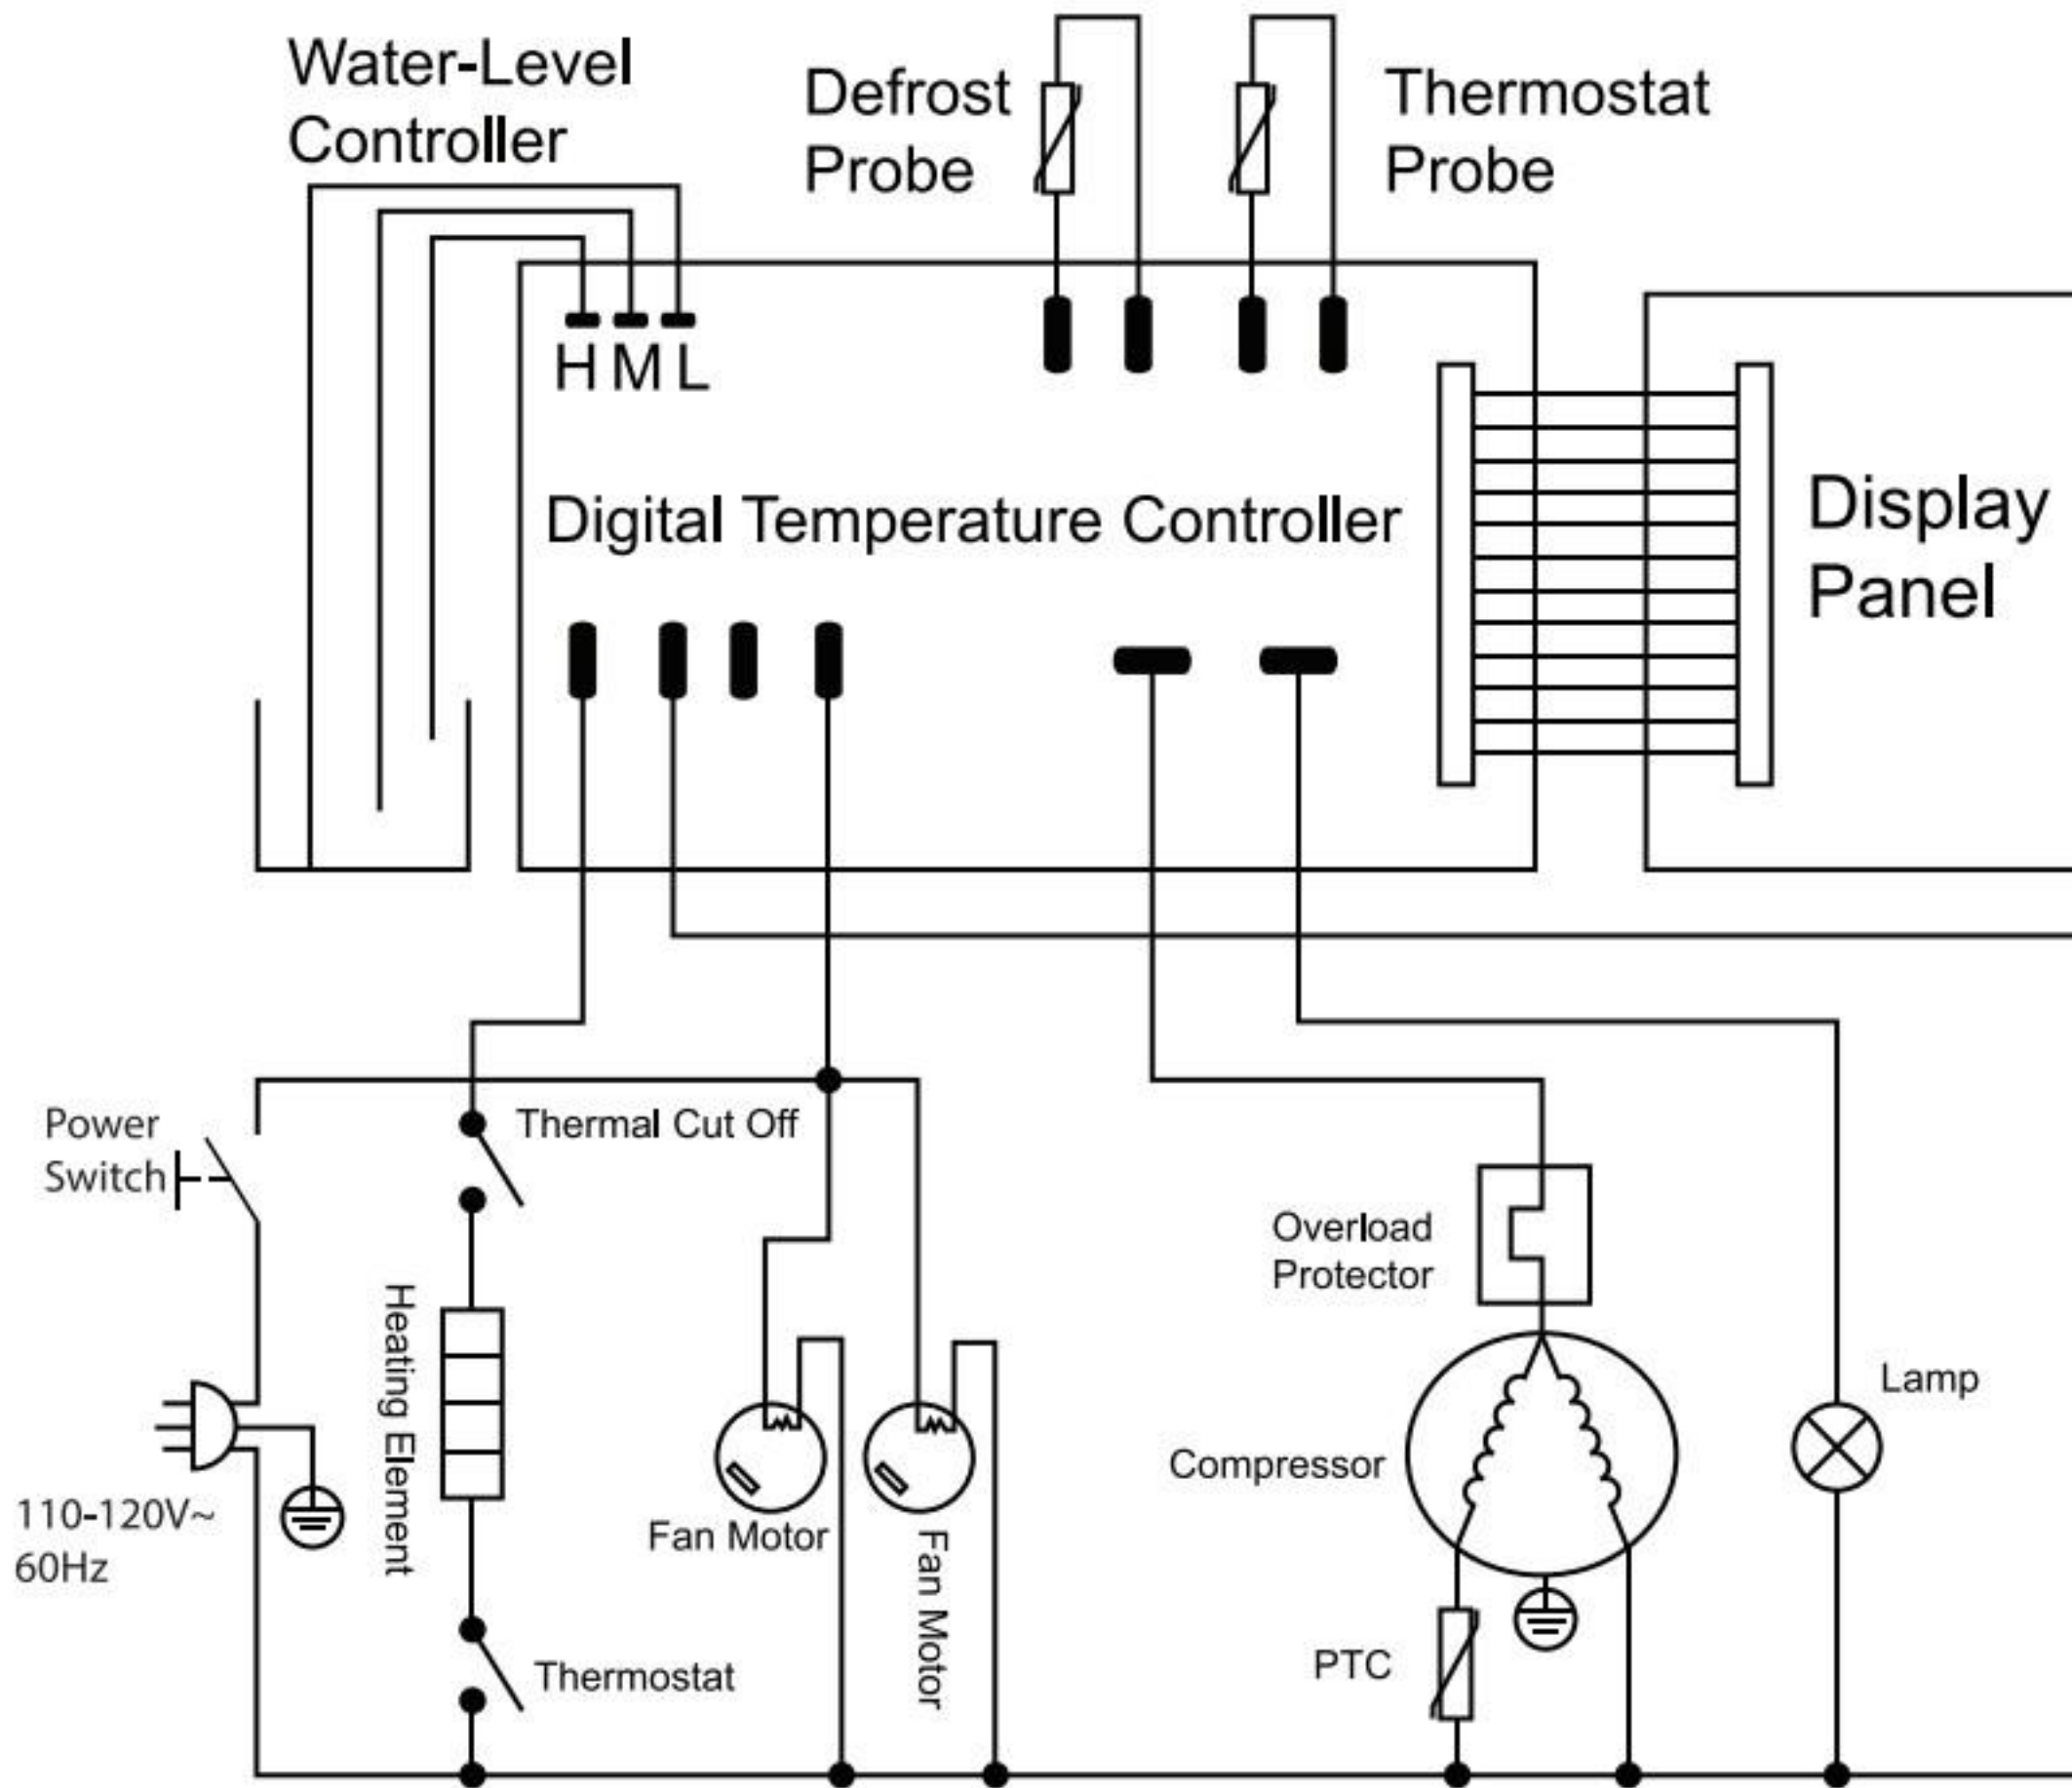 Water-Level
Controller
Defrost
Probe
Thermostat
Probe
H M L
Digital Temperature Controller
Display
Panel
Power
Switch
Thermal Cut Off
Overload
Protector
Heating Element
Lamp
Compressor
110-120V~
60Hz
Fan Motor
Fan Motor
Thermostat
PTC